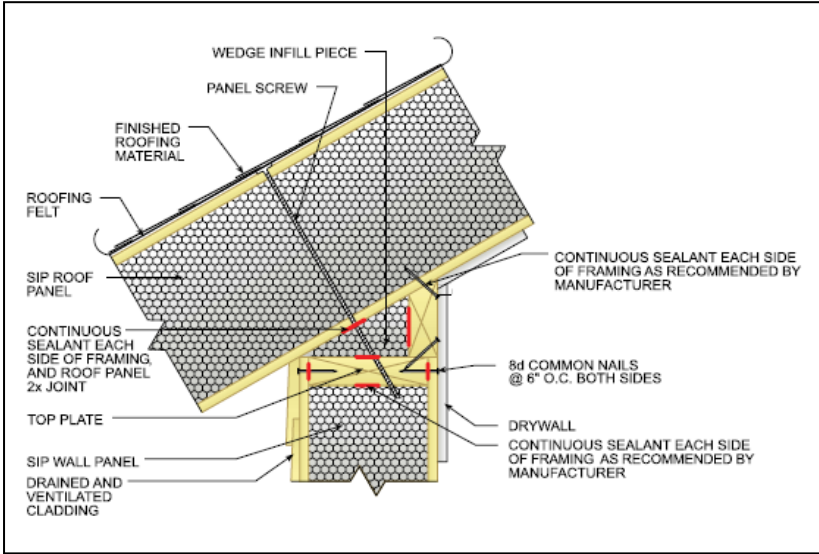 WEDGE INFILL PIECE
PANEL SCREW
FINISHED
ROOFING
MATERIAL
ROOFING
FELT
SIP ROOF
PANEL
CONTINUOUS
SEALANT EACH
SIDE OF FRAMING,
AND ROOF PANEL
2x JOINT
TOP PLATE
SIP WALL PANEL
DRAINED AND
VENTILATED
CLADDING
CONTINUOUS SEALANT EACH SIDE
OF FRAMING AS RECOMMENDED BY
MANUFACTURER
8d COMMON NAILS
@ 6" O.C. BOTH SIDES
DRYWALL
CONTINUOUS SEALANT EACH SIDE
OF FRAMING AS RECOMMENDED BY
MANUFACTURER